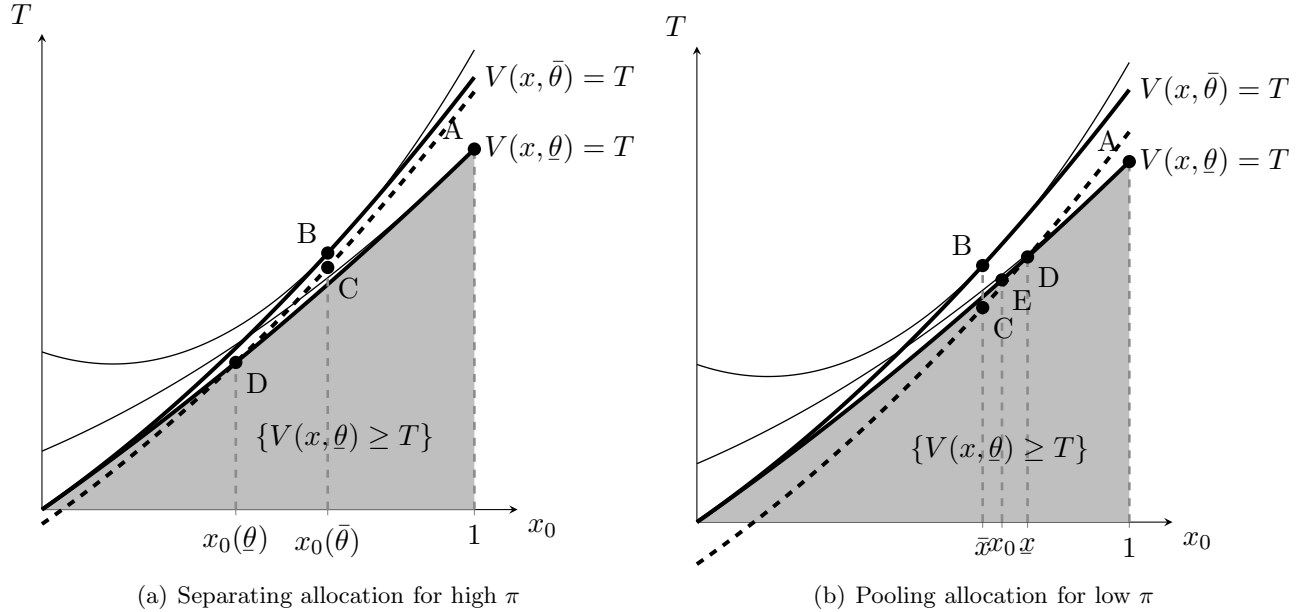 T
V(x, θ̄) = T
A
V(x, θ̲) = T
B
C
D
{V(x, θ̲) ≥ T}
x₀(θ̲)
x₀(θ̄)
1
x₀
(a) Separating allocation for high π
T
V(x, θ̄) = T
A
V(x, θ̲) = T
B
D
E
C
{V(x, θ̲) ≥ T}
x̄
x₀
x̲
1
x₀
(b) Pooling allocation for low π